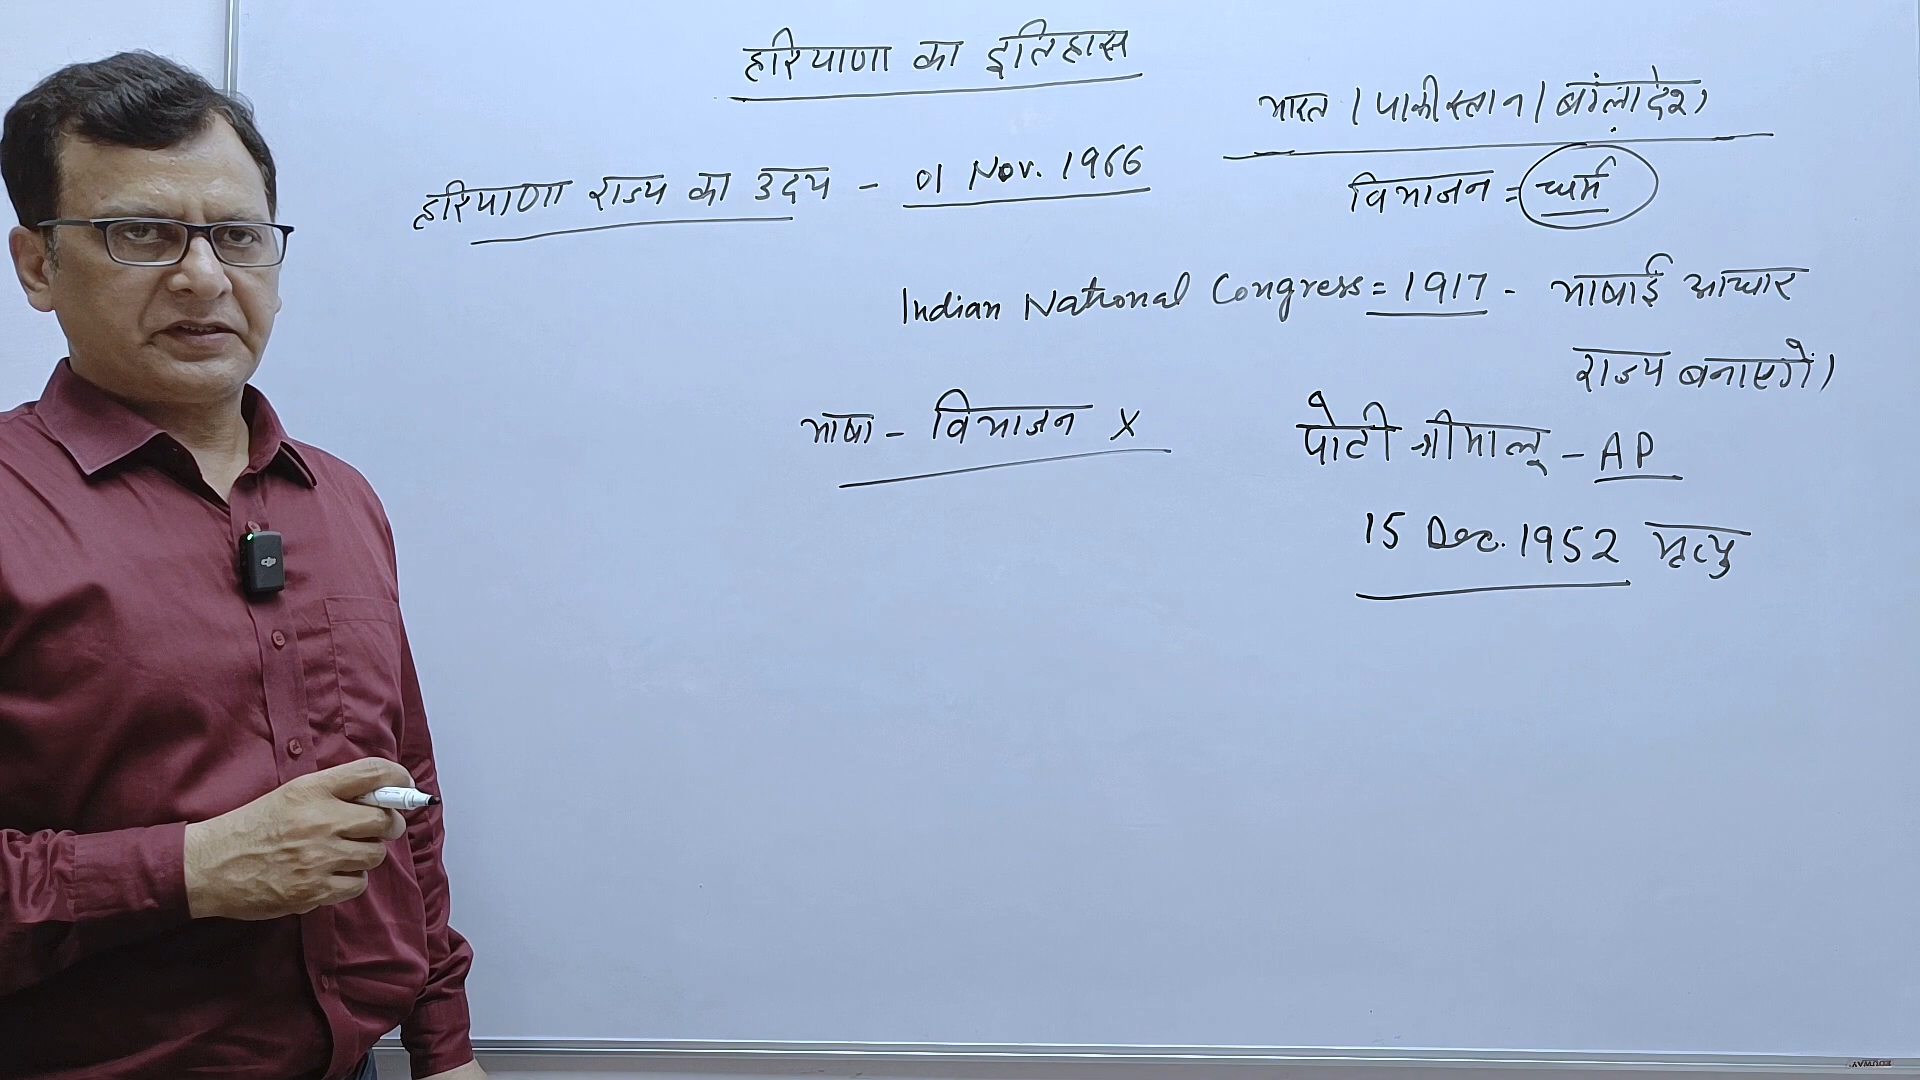 हरियाणा का इतिहास
भारत / पाकीस्तान / बांग्लादेश
हरियाणा राज्य का उदय - 01 Nov. 1966
विभाजन = धर्म
Indian National Congress = 1917 - भाषाई आधार
राज्य बनाएगें।
भाषा - विभाजन X
पोटी श्रीमालू - AP
15 Dec. 1952 मृत्यु